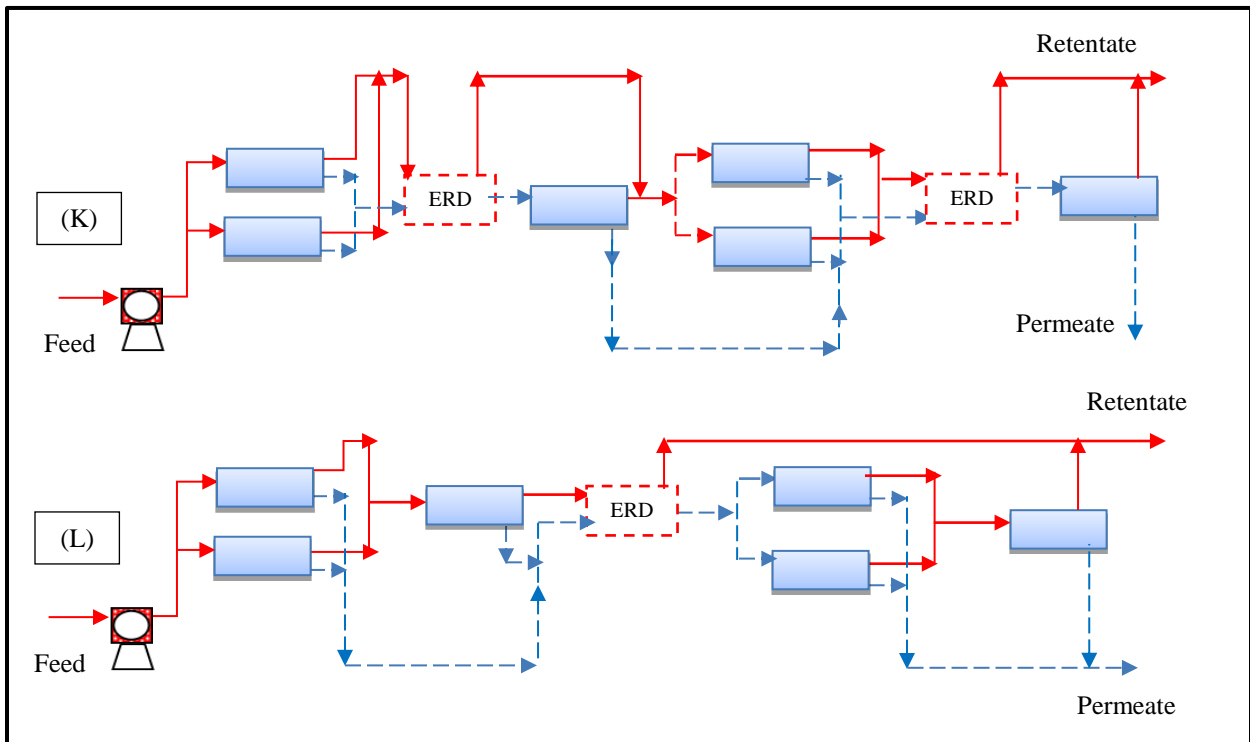 Retentate
(K)
ERD
ERD
Feed
Permeate
Retentate
(L)
ERD
Feed
Permeate